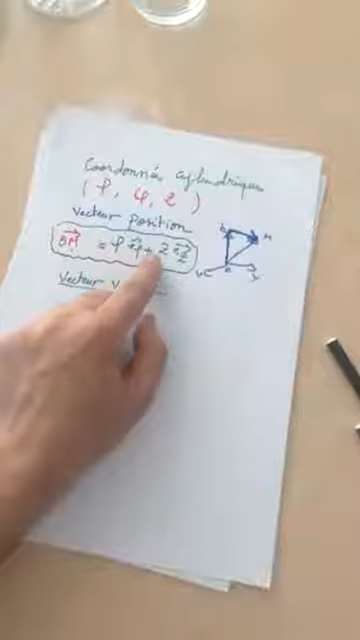 Coordonnées cylindriques
(ρ, φ, z)
Vecteur position
OM = ρ eρ + z ez
Vecteur v